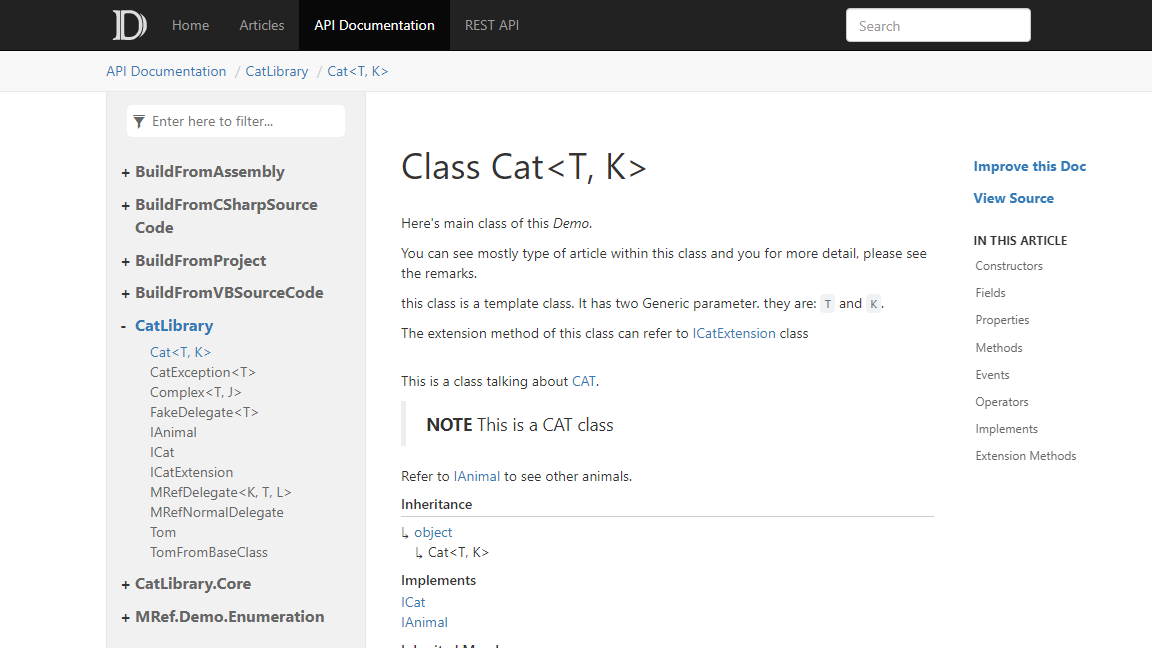 Home Articles API Documentation REST API Search
API Documentation / CatLibrary / Cat<T, K>
Enter here to filter...
+ BuildFromAssembly
+ BuildFromCSharpSource
Code
+ BuildFromProject
+ BuildFromVBSourceCode
- CatLibrary
Cat<T, K>
CatException<T>
Complex<T, J>
FakeDelegate<T>
IAnimal
ICat
ICatExtension
MRefDelegate<K, T, L>
MRefNormalDelegate
Tom
TomFromBaseClass
+ CatLibrary.Core
+ MRef.Demo.Enumeration
Class Cat<T, K>
Here's main class of this Demo.
You can see mostly type of article within this class and you for more detail, please see
the remarks.
this class is a template class. It has two Generic parameter. they are: T and K.
The extension method of this class can refer to ICatExtension class
This is a class talking about CAT.
NOTE This is a CAT class
Refer to IAnimal to see other animals.
Inheritance
↳ object
↳ Cat<T, K>
Implements
ICat
IAnimal
Improve this Doc
View Source
IN THIS ARTICLE
Constructors
Fields
Properties
Methods
Events
Operators
Implements
Extension Methods